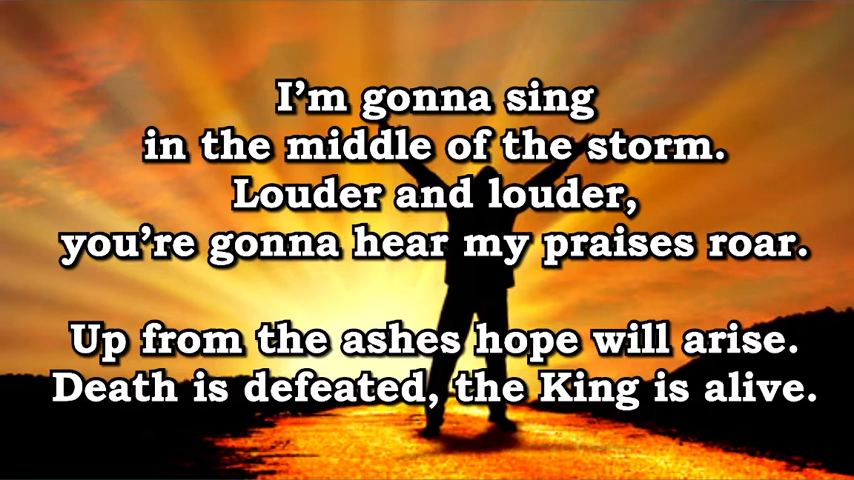 I’m gonna sing
in the middle of the storm.
Louder and louder,
you’re gonna hear my praises roar.
Up from the ashes hope will arise.
Death is defeated, the King is alive.